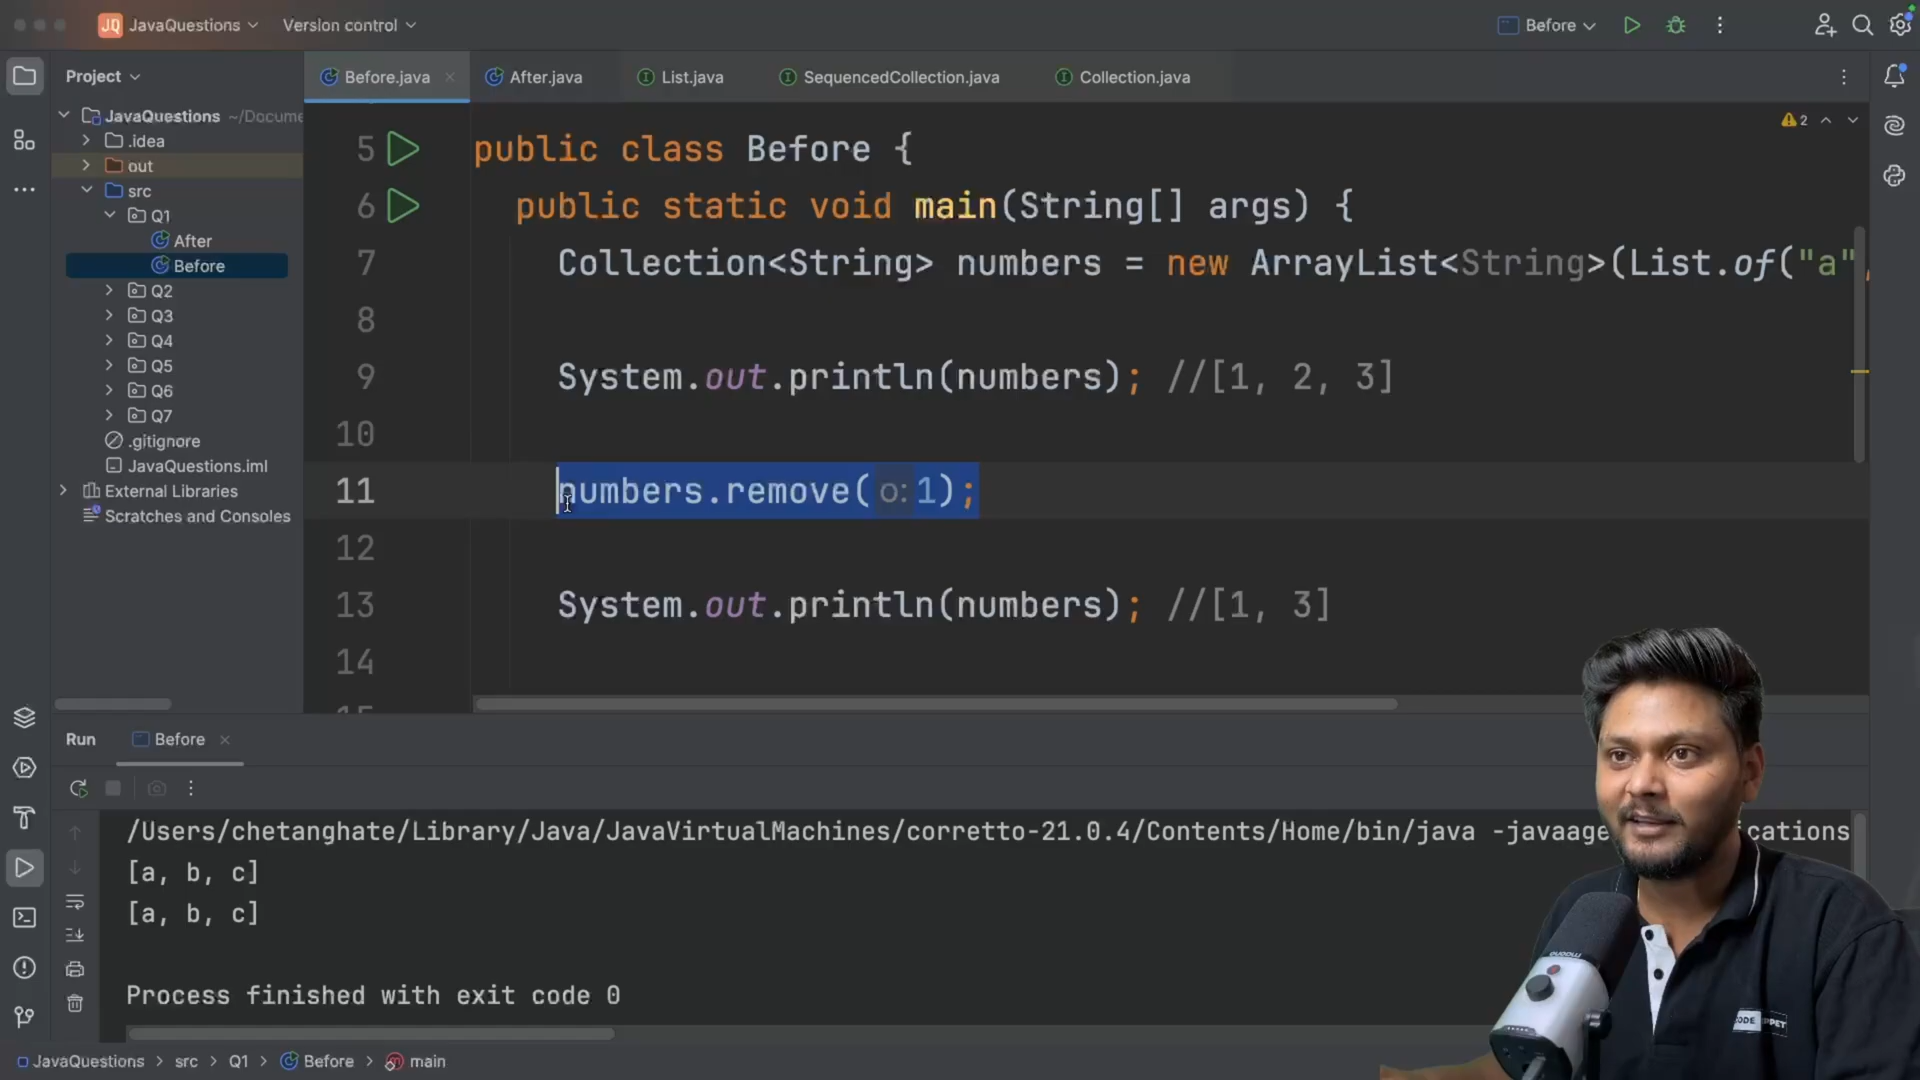 JQ JavaQuestions Version control Before
Project
Before.java After.java List.java SequencedCollection.java Collection.java
JavaQuestions ~/Docume
.idea
out
src
Q1
After
Before
Q2
Q3
Q4
Q5
Q6
Q7
.gitignore
JavaQuestions.iml
External Libraries
Scratches and Consoles
2
5 public class Before {
6 public static void main(String[] args) {
7 Collection<String> numbers = new ArrayList<String>(List.of("a",
8
9 System.out.println(numbers); //[1, 2, 3]
10
11 numbers.remove( o: 1);
12
13 System.out.println(numbers); //[1, 3]
14
15
Run Before
/Users/chetanghate/Library/Java/JavaVirtualMachines/corretto-21.0.4/Contents/Home/bin/java -javaage cations
[a, b, c]
[a, b, c]
Process finished with exit code 0
JavaQuestions > src > Q1 > Before > main